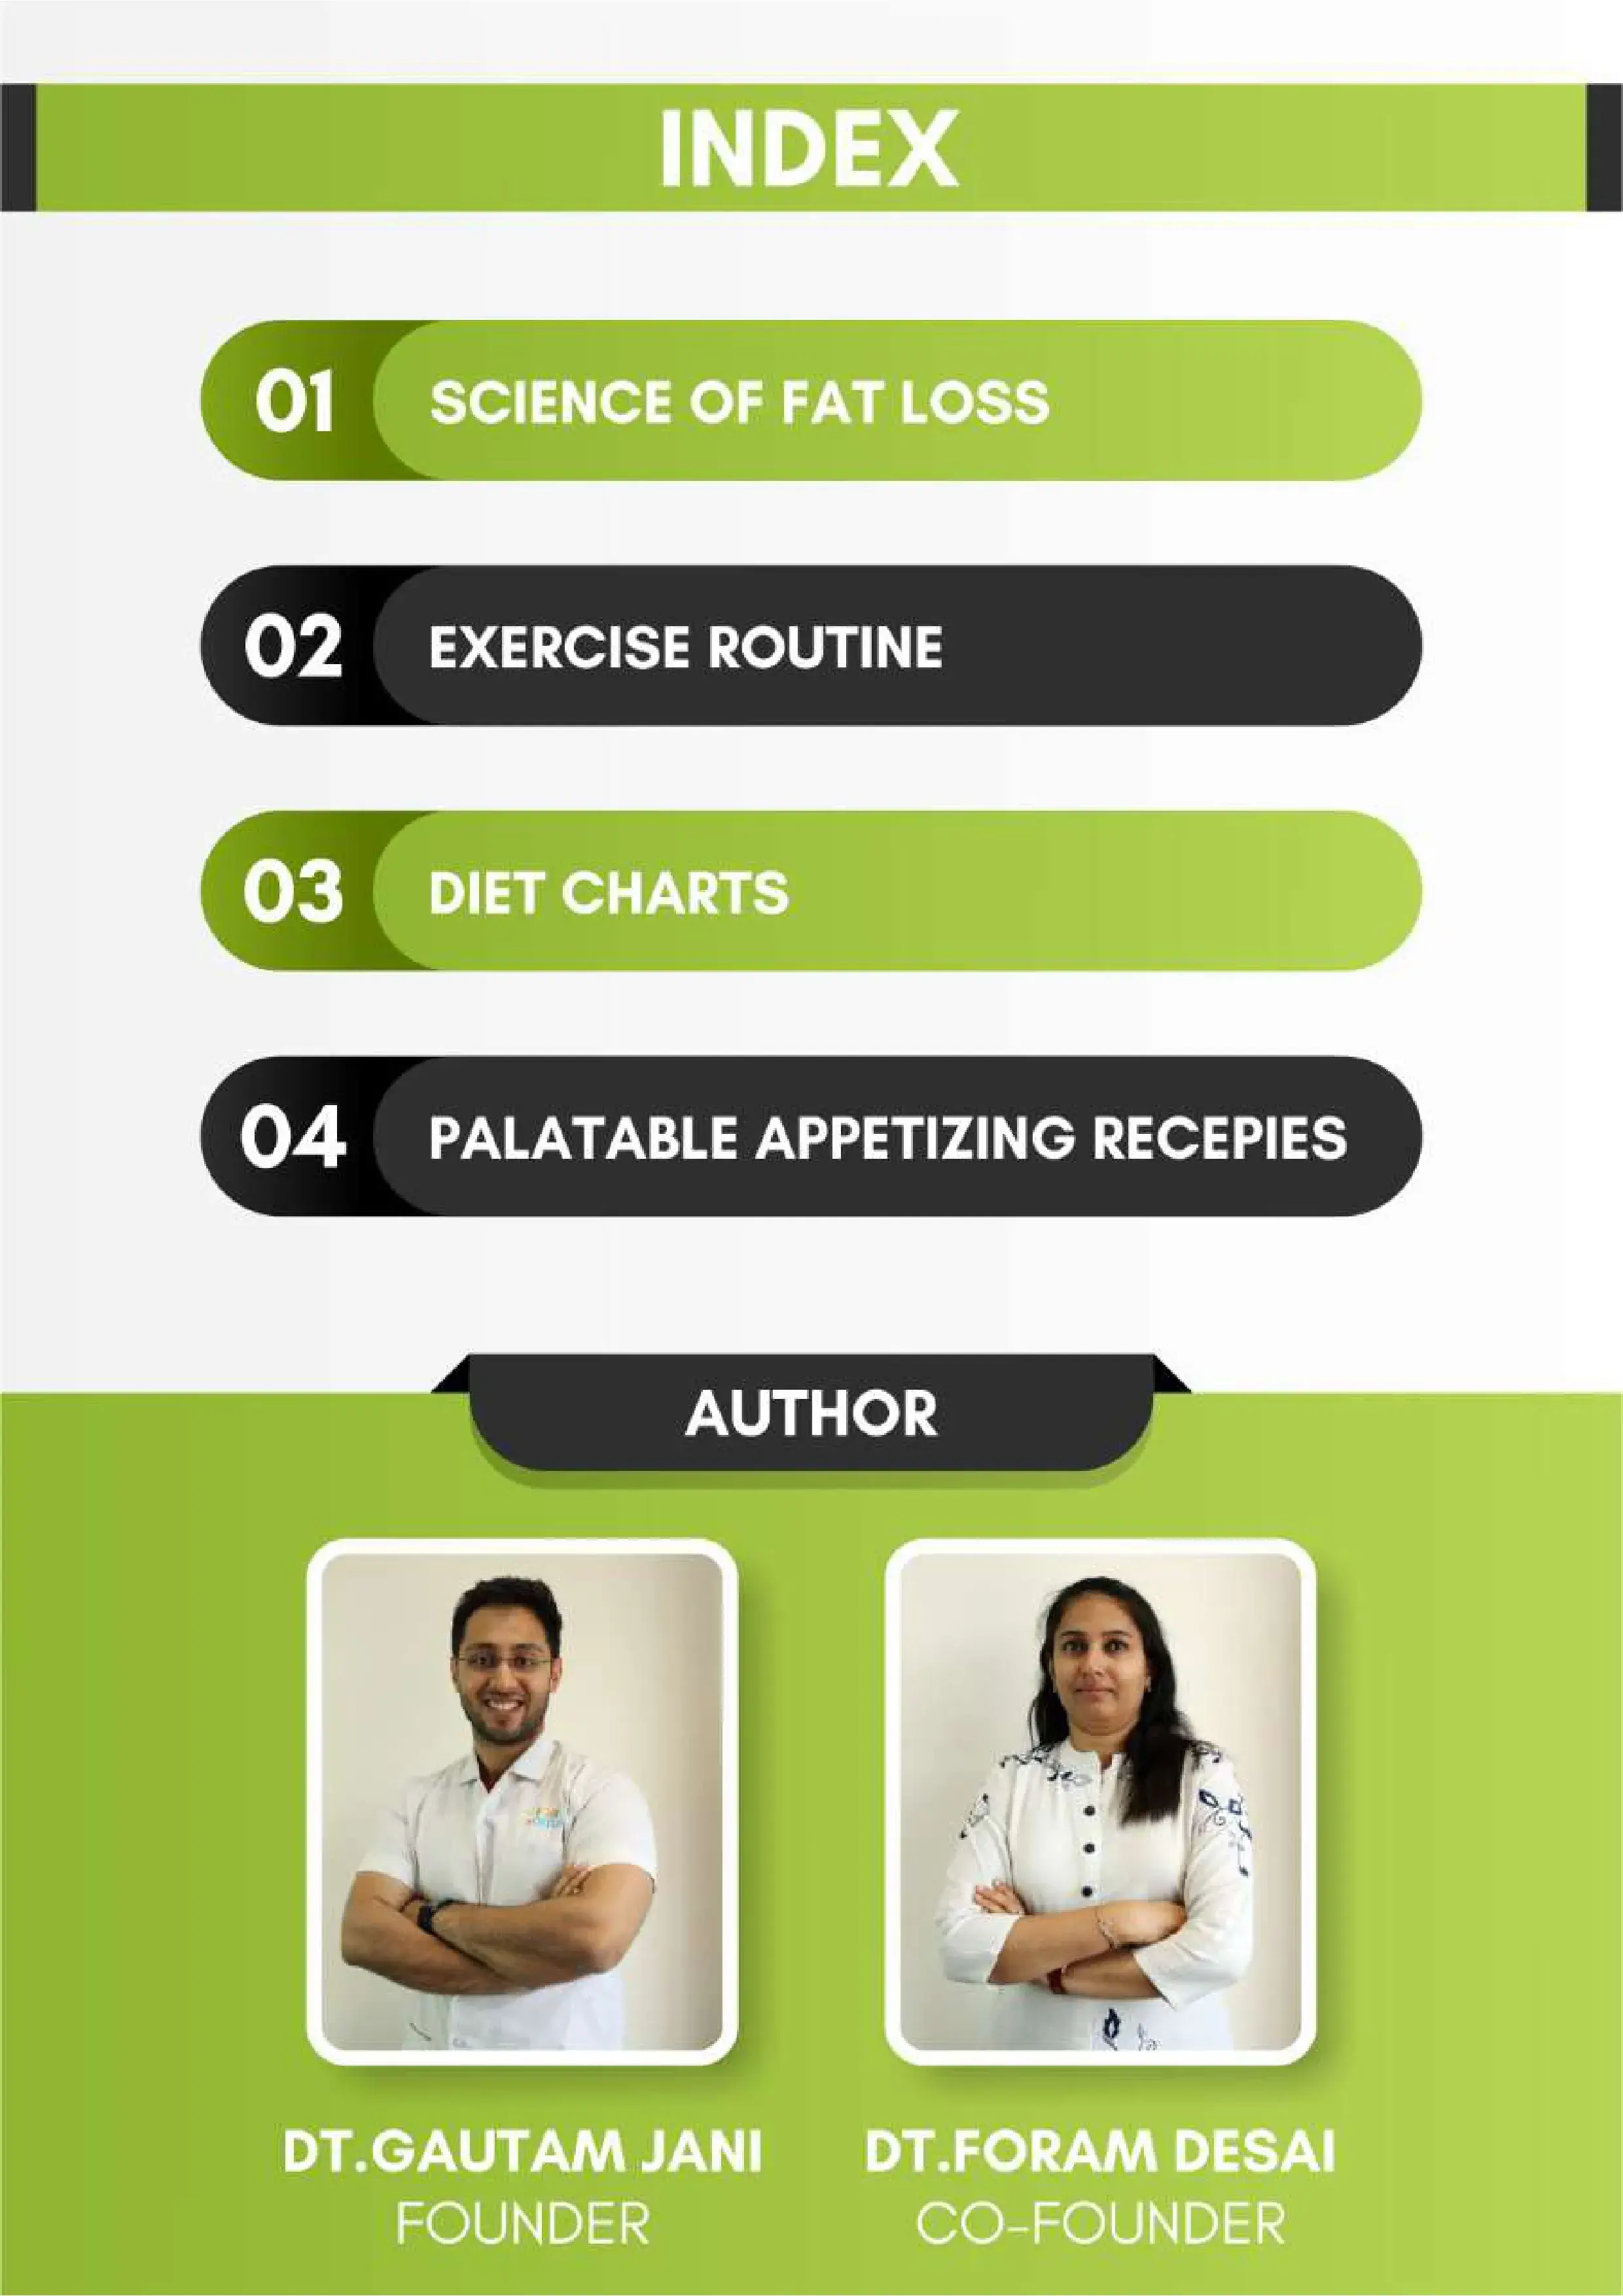 INDEX
01 SCIENCE OF FAT LOSS
02 EXERCISE ROUTINE
03 DIET CHARTS
04 PALATABLE APPETIZING RECEPIES
AUTHOR
DT.GAUTAM JANI
FOUNDER
DT.FORAM DESAI
CO-FOUNDER